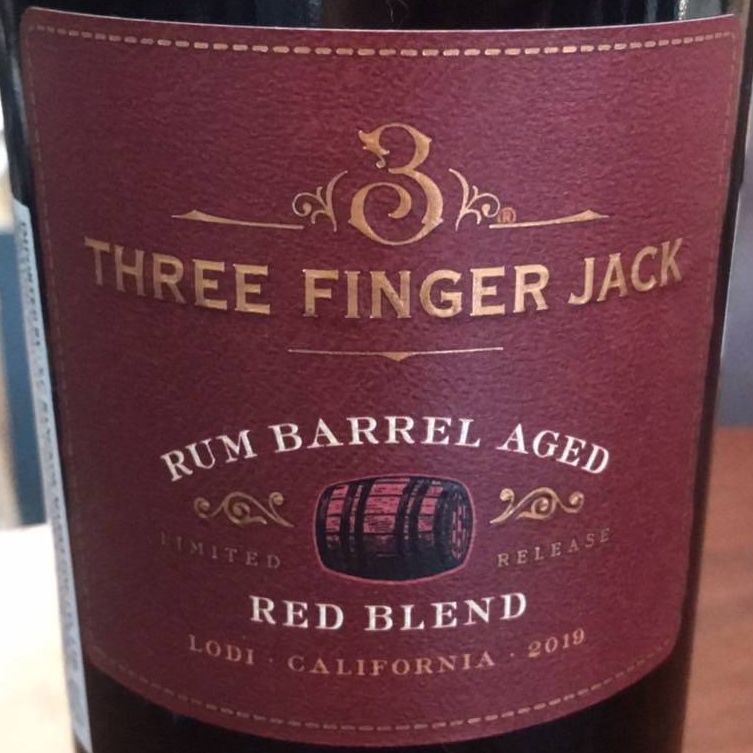 3 ®
THREE FINGER JACK
RUM BARREL AGED
LIMITED RELEASE
RED BLEND
LODI · CALIFORNIA · 2019